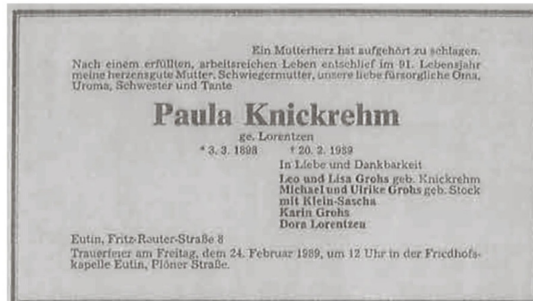 Ein Mutterherz hat aufgehört zu schlagen.
Nach einem erfüllten, arbeitsreichen Leben entschlief im 91. Lebensjahr
meine herzensgute Mutter, Schwiegermutter, unsere liebe fürsorgliche Oma,
Uroma, Schwester und Tante
Paula Knickrehm
ge. Lorentzen
* 3. 3. 1898 † 20. 2. 1989
In Liebe und Dankbarkeit
Leo und Lisa Grohs geb. Knickrehm
Michael und Ulrike Grohs geb. Stock
mit Klein-Sascha
Karin Grohs
Dora Lorentzen
Eutin, Fritz-Reuter-Straße 8
Trauerfeier am Freitag, dem 24. Februar 1989, um 12 Uhr in der Friedhofs-
kapelle Eutin, Plöner Straße.